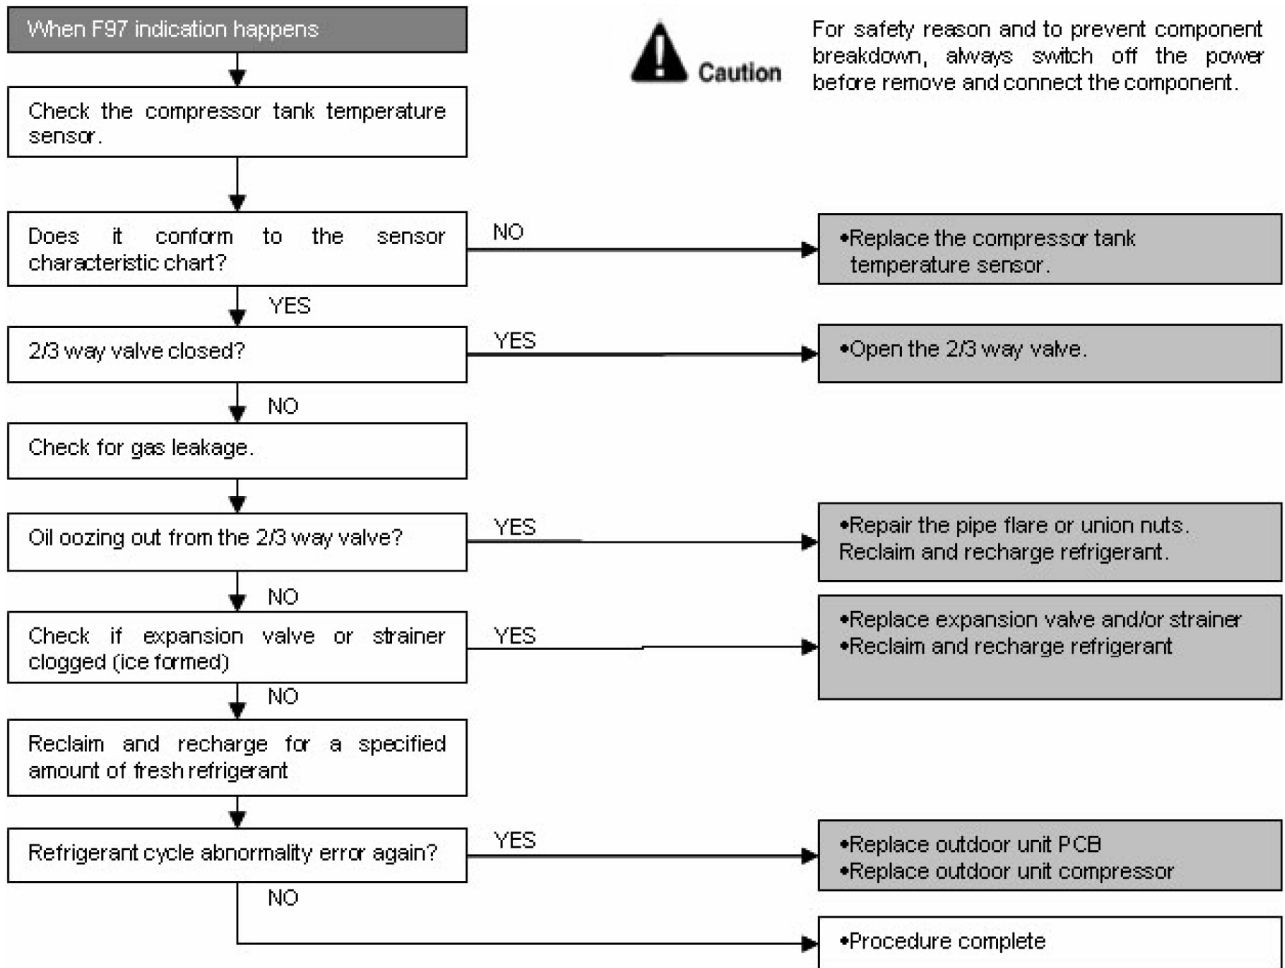 When F97 indication happens
Caution
For safety reason and to prevent component
breakdown, always switch off the power
before remove and connect the component.
Check the compressor tank temperature
sensor.
Does it conform to the sensor
characteristic chart?
NO
•Replace the compressor tank
temperature sensor.
YES
2/3 way valve closed?
YES
•Open the 2/3 way valve.
NO
Check for gas leakage.
Oil oozing out from the 2/3 way valve?
YES
•Repair the pipe flare or union nuts.
Reclaim and recharge refrigerant.
NO
Check if expansion valve or strainer
clogged (ice formed)
YES
•Replace expansion valve and/or strainer
•Reclaim and recharge refrigerant
NO
Reclaim and recharge for a specified
amount of fresh refrigerant
Refrigerant cycle abnormality error again?
YES
•Replace outdoor unit PCB
•Replace outdoor unit compressor
NO
•Procedure complete